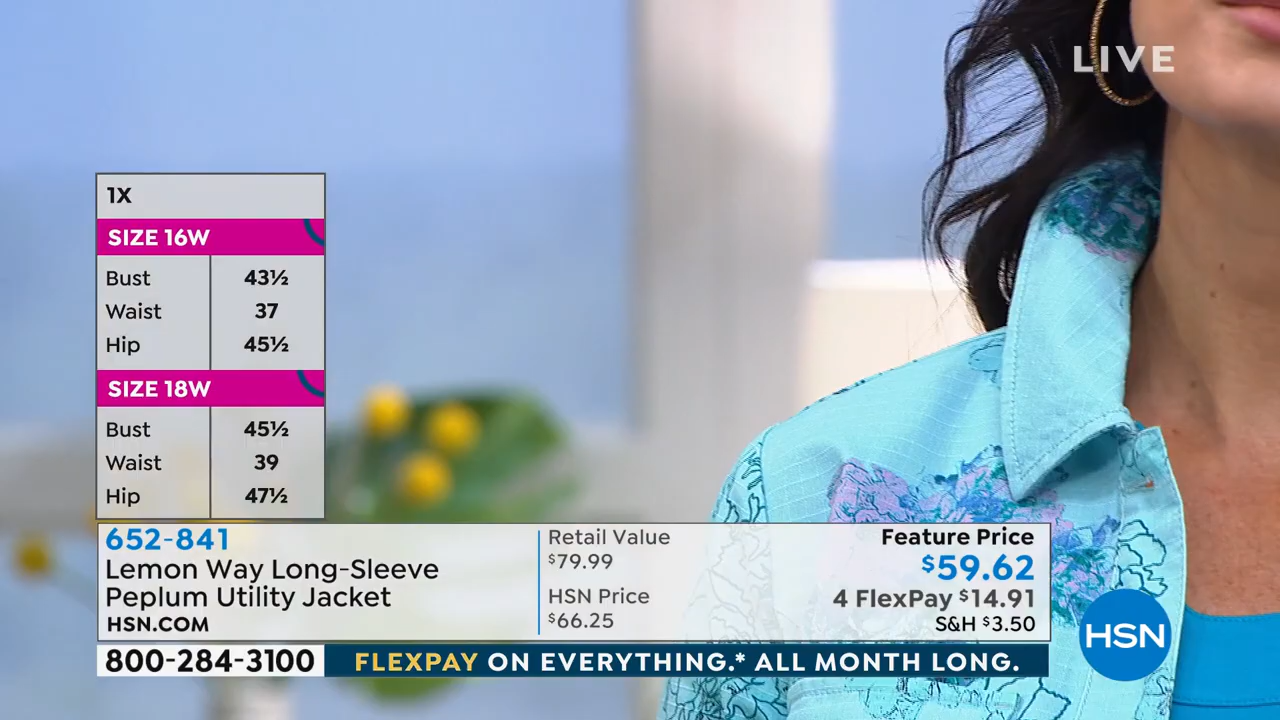 LIVE
1X
SIZE 16W
Bust 43½
Waist 37
Hip 45½
SIZE 18W
Bust 45½
Waist 39
Hip 47½
652-841
Lemon Way Long-Sleeve
Peplum Utility Jacket
HSN.COM
Retail Value
$79.99
HSN Price
$66.25
Feature Price
$59.62
4 FlexPay $14.91
S&H $3.50
HSN
800-284-3100
FLEXPAY ON EVERYTHING.* ALL MONTH LONG.